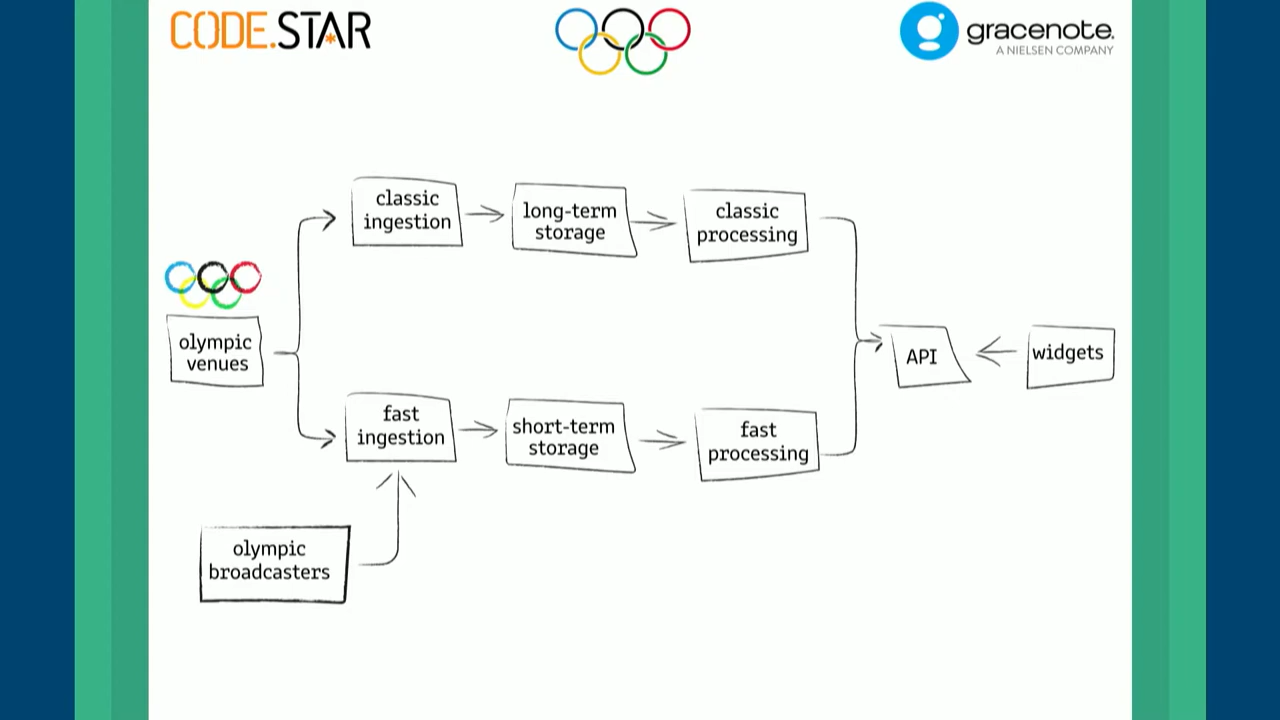 CODE.STAR
gracenote.
A NIELSEN COMPANY
classic
ingestion
long-term
storage
classic
processing
olympic
venues
API
widgets
fast
ingestion
short-term
storage
fast
processing
olympic
broadcasters